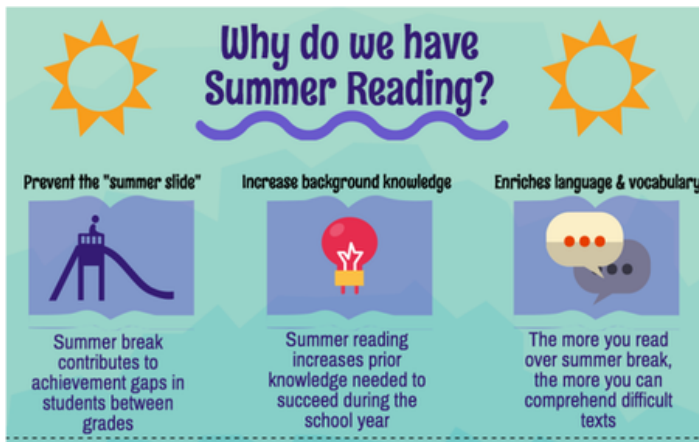 Why do we have
Summer Reading?
Prevent the "summer slide"
Summer break
contributes to
achievement gaps in
students between
grades
Increase background knowledge
Summer reading
increases prior
knowledge needed to
succeed during the
school year
Enriches language & vocabulary
The more you read
over summer break,
the more you can
comprehend difficult
texts